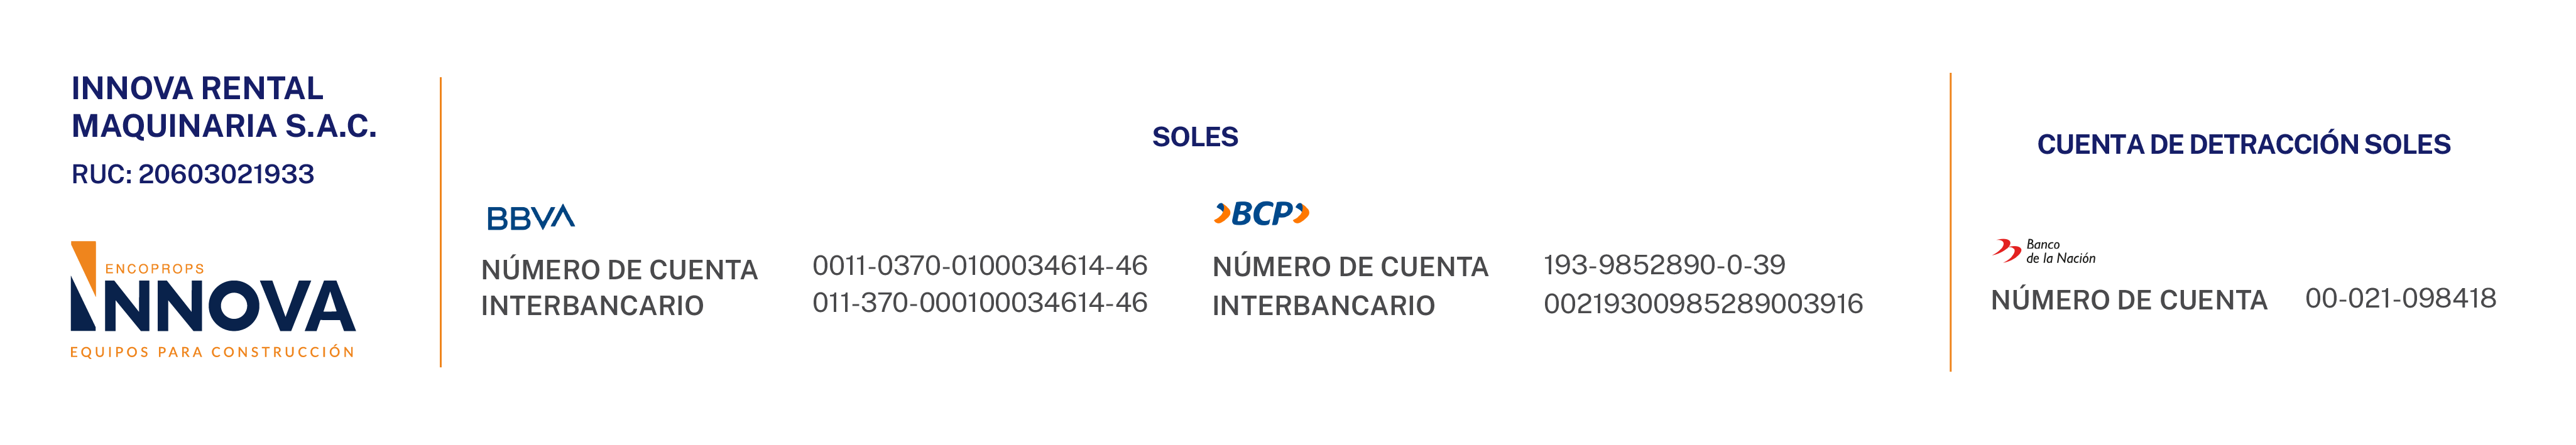 INNOVA RENTAL
MAQUINARIA S.A.C.
RUC: 20603021933
ENCOPROPS
INNOVA
EQUIPOS PARA CONSTRUCCIÓN
SOLES
BBVA
NÚMERO DE CUENTA 0011-0370-0100034614-46
INTERBANCARIO 011-370-000100034614-46
BCP
NÚMERO DE CUENTA 193-9852890-0-39
INTERBANCARIO 00219300985289003916
CUENTA DE DETRACCIÓN SOLES
Banco
de la Nación
NÚMERO DE CUENTA 00-021-098418